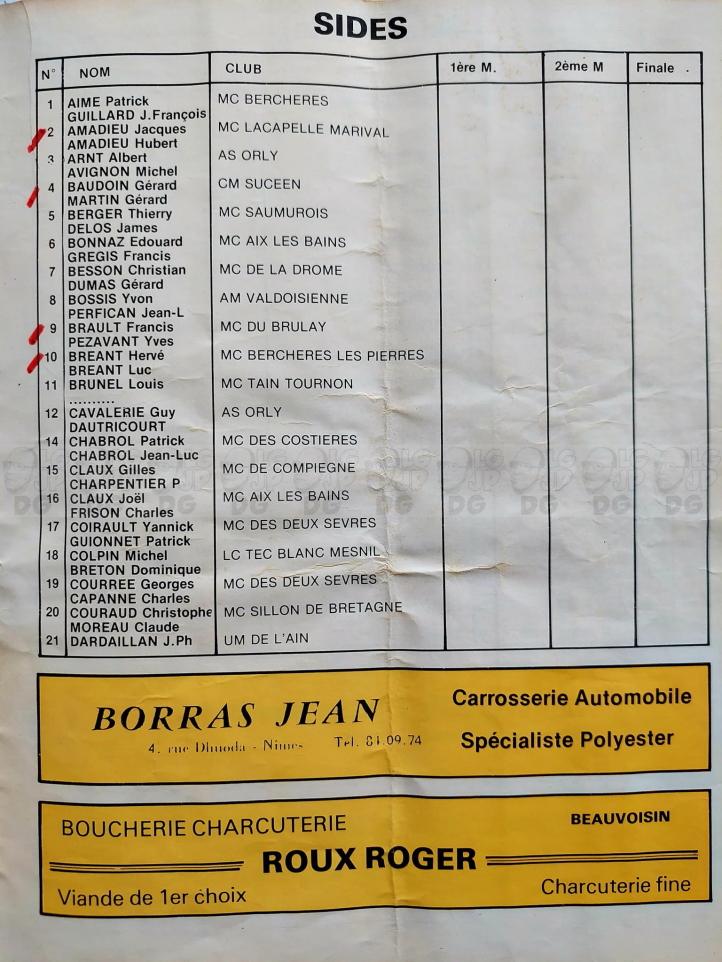 SIDES
N° NOM CLUB 1ère M. 2ème M Finale .
1 AIME Patrick MC BERCHERES
GUILLARD J.François
2 AMADIEU Jacques MC LACAPELLE MARIVAL
AMADIEU Hubert
3 ARNT Albert AS ORLY
AVIGNON Michel
4 BAUDOIN Gérard CM SUCEEN
MARTIN Gérard
5 BERGER Thierry MC SAUMUROIS
DELOS James
6 BONNAZ Edouard MC AIX LES BAINS
GREGIS Francis
7 BESSON Christian MC DE LA DROME
DUMAS Gérard
8 BOSSIS Yvon AM VALDOISIENNE
PERFICAN Jean-L
9 BRAULT Francis MC DU BRULAY
PEZAVANT Yves
10 BREANT Hervé MC BERCHERES LES PIERRES
BREANT Luc
11 BRUNEL Louis MC TAIN TOURNON
..........
12 CAVALERIE Guy AS ORLY
DAUTRICOURT
14 CHABROL Patrick MC DES COSTIERES
CHABROL Jean-Luc
15 CLAUX Gilles MC DE COMPIEGNE
CHARPENTIER P
16 CLAUX Joël MC AIX LES BAINS
FRISON Charles
17 COIRAULT Yannick MC DES DEUX SEVRES
GUIONNET Patrick
18 COLPIN Michel LC TEC BLANC MESNIL
BRETON Dominique
19 COURREE Georges MC DES DEUX SEVRES
CAPANNE Charles
20 COURAUD Christophe MC SILLON DE BRETAGNE
MOREAU Claude
21 DARDAILLAN J.Ph UM DE L'AIN
BORRAS JEAN
4. rue Dhuoda - Nimes Tel. 84.09.74
Carrosserie Automobile
Spécialiste Polyester
BOUCHERIE CHARCUTERIE BEAUVOISIN
ROUX ROGER
Viande de 1er choix Charcuterie fine